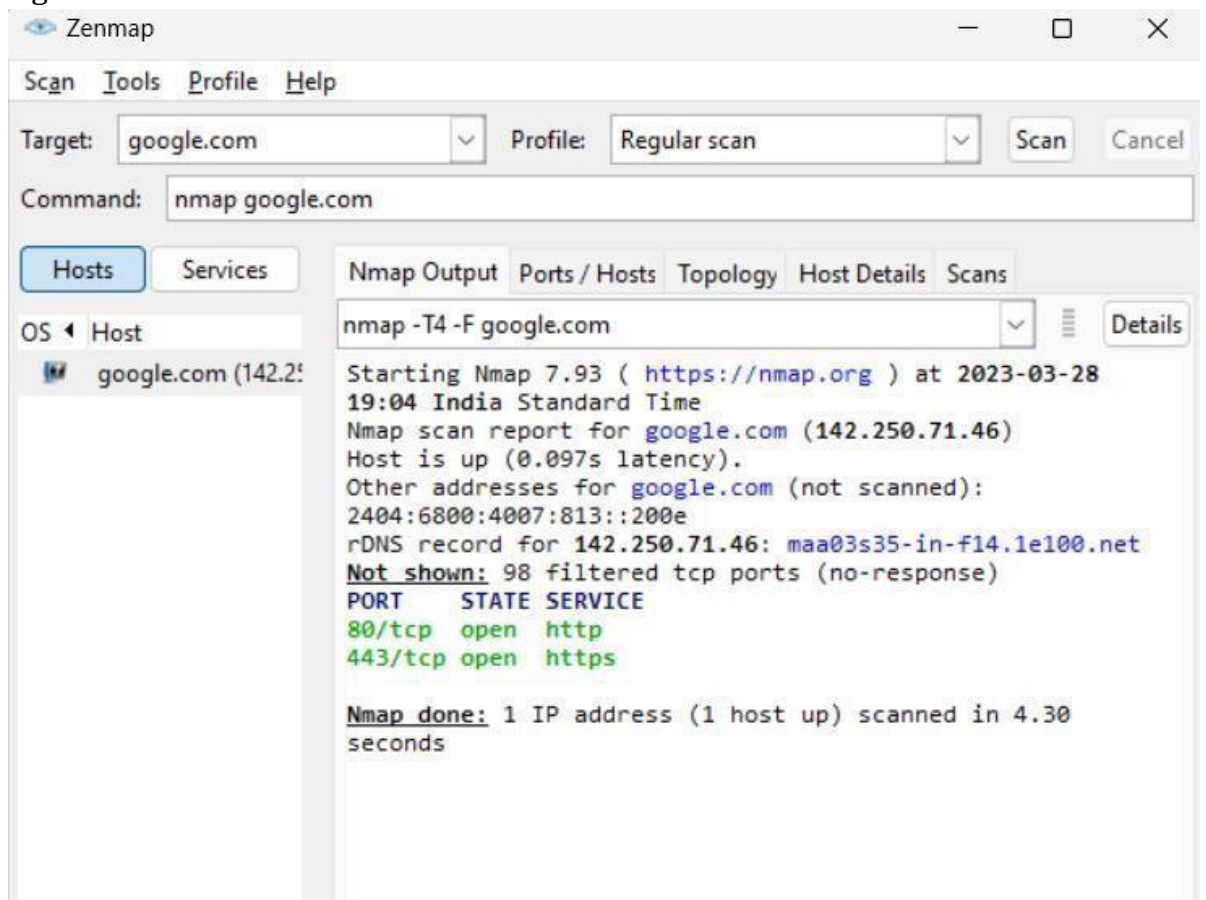 Zenmap
Scan Tools Profile Help
Target: google.com Profile: Regular scan Scan Cancel
Command: nmap google.com
Hosts Services
Nmap Output Ports / Hosts Topology Host Details Scans
OS Host
nmap -T4 -F google.com Details
google.com (142.2
Starting Nmap 7.93 ( https://nmap.org ) at 2023-03-28
19:04 India Standard Time
Nmap scan report for google.com (142.250.71.46)
Host is up (0.097s latency).
Other addresses for google.com (not scanned):
2404:6800:4007:813::200e
rDNS record for 142.250.71.46: maa03s35-in-f14.1e100.net
Not shown: 98 filtered tcp ports (no-response)
PORT STATE SERVICE
80/tcp open http
443/tcp open https
Nmap done: 1 IP address (1 host up) scanned in 4.30
seconds